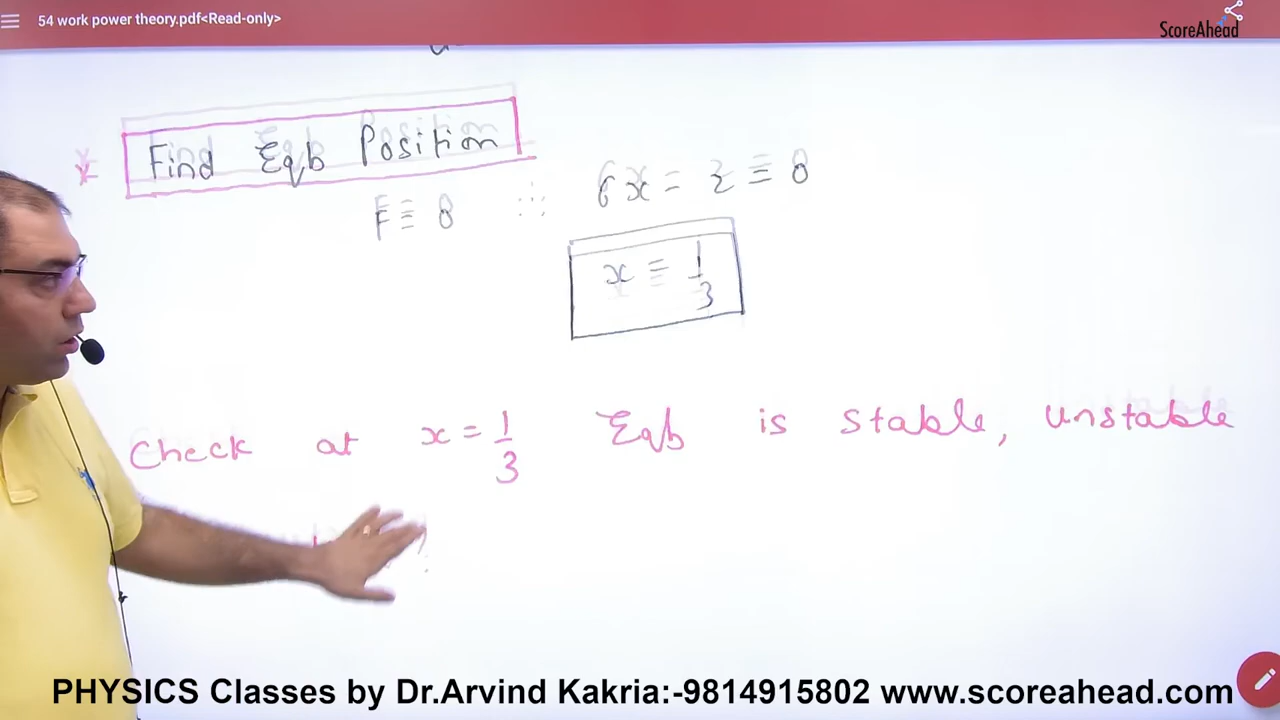 54 work power theory.pdf<Read-only>
ScoreAhead
* Find Eqb Position
F = 0 ∴ 6x - 2 = 0
x = 1/3
Check at x = 1/3 Eqb is stable, unstable
?
PHYSICS Classes by Dr.Arvind Kakria:-9814915802 www.scoreahead.com